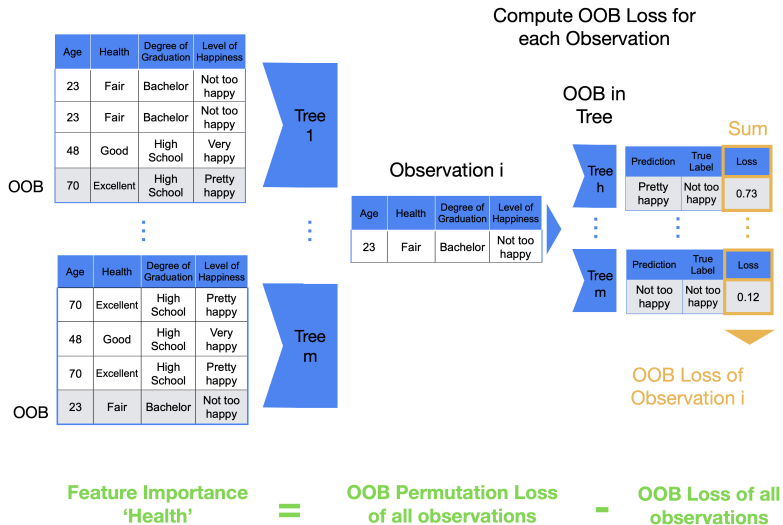 Compute OOB Loss for
each Observation
Age Health Degree of Graduation Level of Happiness
23 Fair Bachelor Not too happy
23 Fair Bachelor Not too happy
48 Good High School Very happy
OOB 70 Excellent High School Pretty happy
Tree 1
Age Health Degree of Graduation Level of Happiness
70 Excellent High School Pretty happy
48 Good High School Very happy
70 Excellent High School Pretty happy
OOB 23 Fair Bachelor Not too happy
Tree m
Observation i
Age Health Degree of Graduation Level of Happiness
23 Fair Bachelor Not too happy
OOB in
Tree
Sum
Tree h
Prediction True Label Loss
Pretty happy Not too happy 0.73
Tree m
Prediction True Label Loss
Not too happy Not too happy 0.12
OOB Loss of
Observation i
Feature Importance
‘Health’
=
OOB Permutation Loss
of all observations
-
OOB Loss of all
observations